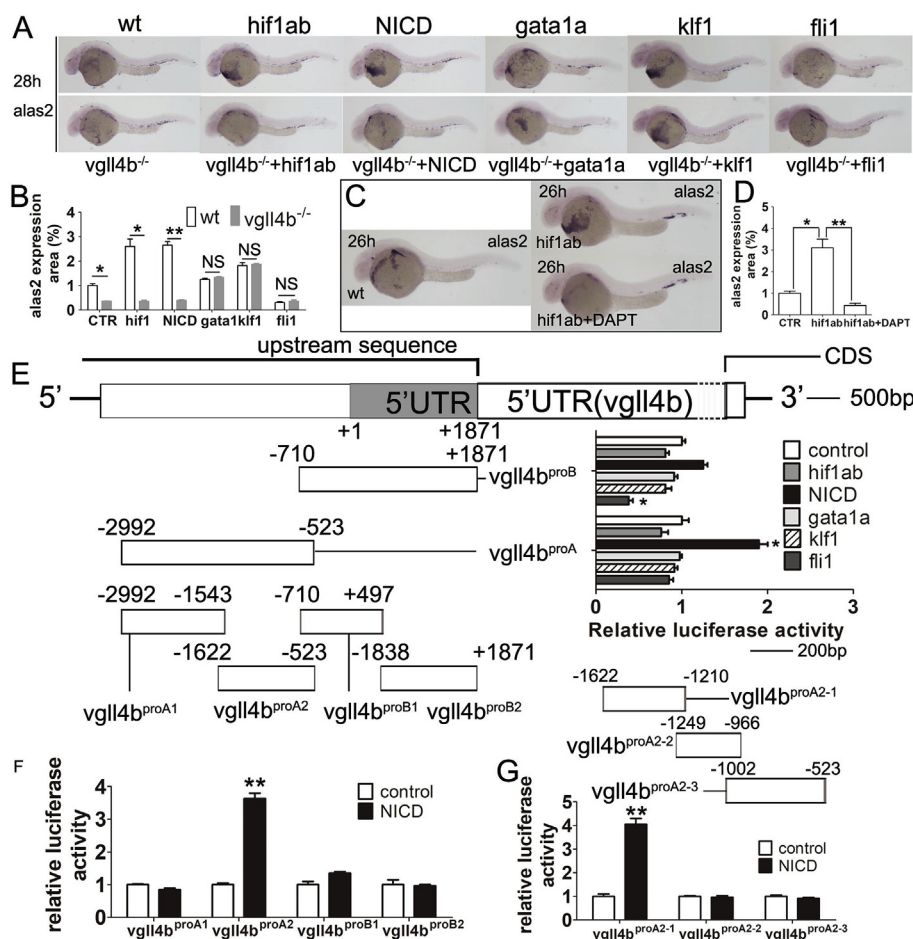 A
wt hif1ab NICD gata1a klf1 fli1
28h
alas2
vgll4b-/- vgll4b-/-+hif1ab vgll4b-/-+NICD vgll4b-/-+gata1a vgll4b-/-+klf1 vgll4b-/-+fli1
B
alas2 expression area (%)
wt vgll4b-/-
4
3
2
1
0
* * ** NS NS NS
CTR hif1 NICD gata1 klf1 fli1
C
26h alas2
wt
26h alas2
hif1ab
26h alas2
hif1ab+DAPT
D
alas2 expression area (%)
5
4
3
2
1
0
* **
CTR hif1ab hif1ab+DAPT
E
upstream sequence CDS
5' 5'UTR 5'UTR(vgll4b) 3' 500bp
+1 +1871
-710 +1871
vgll4bproB
-2992 -523
vgll4bproA
-2992 -1543 -710 +497
-1622 -523 -1838 +1871
vgll4bproA1 vgll4bproA2 vgll4bproB1 vgll4bproB2
control
hif1ab
NICD
gata1a
klf1
fli1
*
*
0 1 2 3
Relative luciferase activity
200bp
-1622 -1210
vgll4bproA2-1
-1249 -966
vgll4bproA2-2
-1002 -523
vgll4bproA2-3
F
relative luciferase activity
4
3
2
1
0
**
control
NICD
vgll4bproA1 vgll4bproA2 vgll4bproB1 vgll4bproB2
G
relative luciferase activity
5
4
3
2
1
0
**
control
NICD
vgll4bproA2-1 vgll4bproA2-2 vgll4bproA2-3